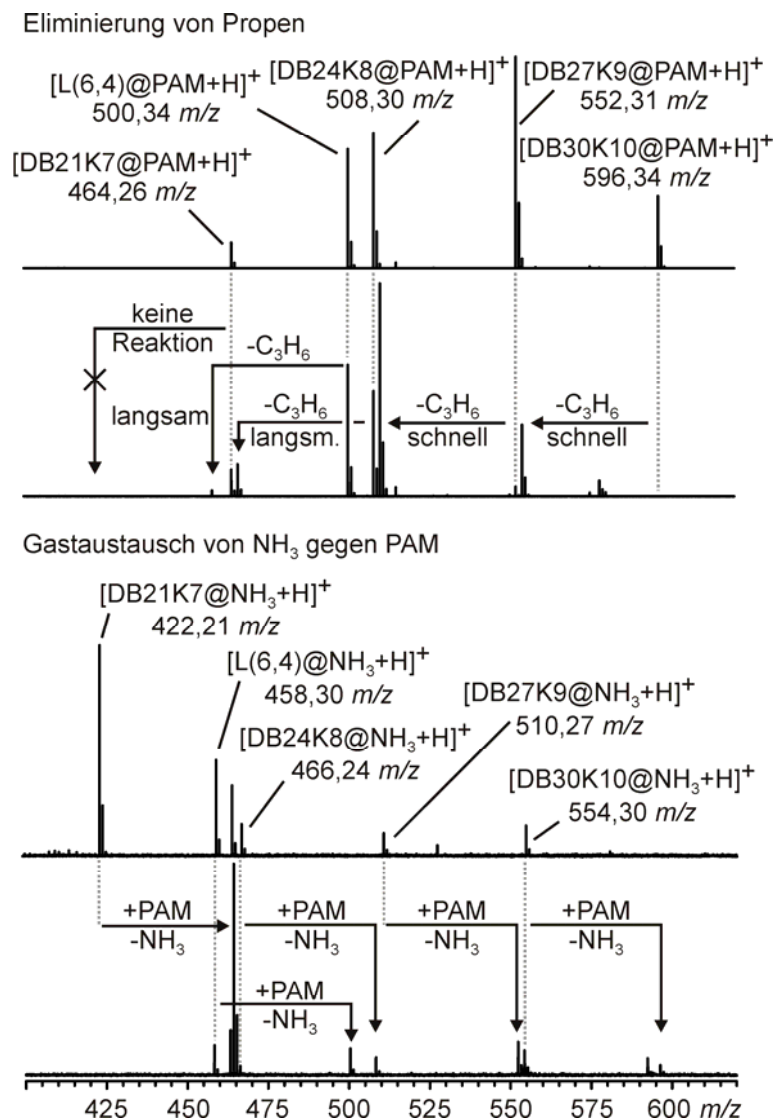 Eliminierung von Propen
[L(6,4)@PAM+H]⁺
500,34 m/z
[DB24K8@PAM+H]⁺
508,30 m/z
[DB27K9@PAM+H]⁺
552,31 m/z
[DB21K7@PAM+H]⁺
464,26 m/z
[DB30K10@PAM+H]⁺
596,34 m/z
keine
Reaktion
-C₃H₆
langsam
-C₃H₆
langsm.
-C₃H₆
schnell
-C₃H₆
schnell
Gastaustausch von NH₃ gegen PAM
[DB21K7@NH₃+H]⁺
422,21 m/z
[L(6,4)@NH₃+H]⁺
458,30 m/z
[DB24K8@NH₃+H]⁺
466,24 m/z
[DB27K9@NH₃+H]⁺
510,27 m/z
[DB30K10@NH₃+H]⁺
554,30 m/z
+PAM
-NH₃
+PAM
-NH₃
+PAM
-NH₃
+PAM
-NH₃
+PAM
-NH₃
425 450 475 500 525 550 575 600 m/z